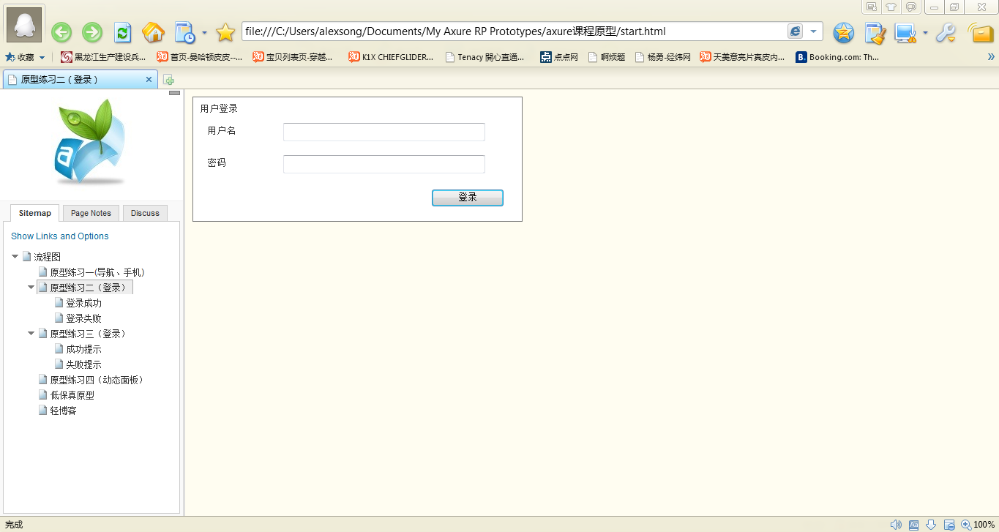 file:///C:/Users/alexsong/Documents/My Axure RP Prototypes/axure课程原型/start.html
收藏 黑龙江生产建设兵... 淘 首页-曼哈顿皮皮--... 淘 宝贝列表页-穿越... 淘 K1X CHIEFGLIDER... Tenacy 開心直通... 点 点点网 啊烦题 杨勇-经纬网 淘 天美意亮片真皮内... B. Booking.com: Th... »
原型练习二（登录）
a
用户登录
用户名
密码
登录
Sitemap Page Notes Discuss
Show Links and Options
流程图
原型练习一(导航、手机)
原型练习二（登录）
登录成功
登录失败
原型练习三（登录）
成功提示
失败提示
原型练习四（动态面板）
低保真原型
轻博客
完成 Aa 100%